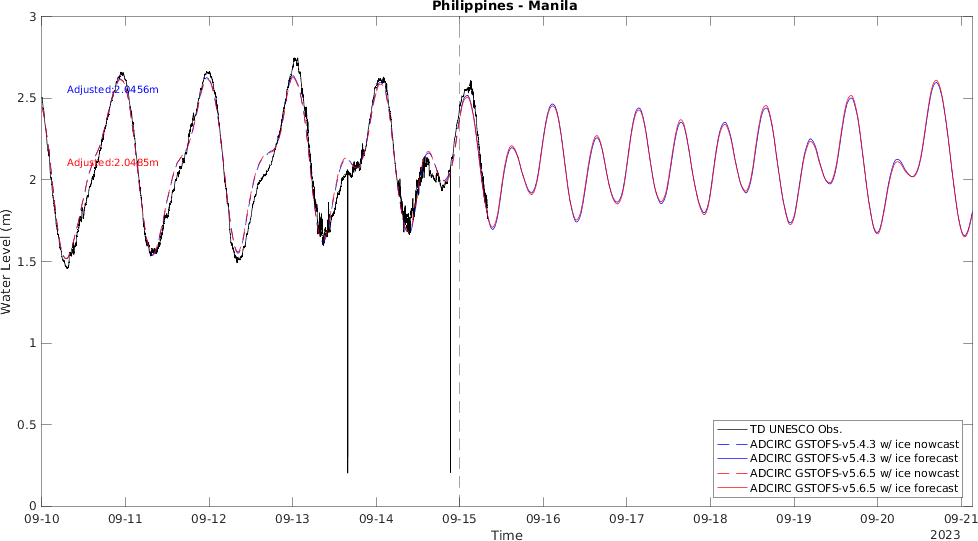 Philippines - Manila
3
2.5
2
1.5
1
0.5
0
Water Level (m)
Adjusted:2.0456m
Adjusted:2.0485m
TD UNESCO Obs.
ADCIRC GSTOFS-v5.4.3 w/ ice nowcast
ADCIRC GSTOFS-v5.4.3 w/ ice forecast
ADCIRC GSTOFS-v5.6.5 w/ ice nowcast
ADCIRC GSTOFS-v5.6.5 w/ ice forecast
09-10 09-11 09-12 09-13 09-14 09-15 09-16 09-17 09-18 09-19 09-20 09-21
Time
2023